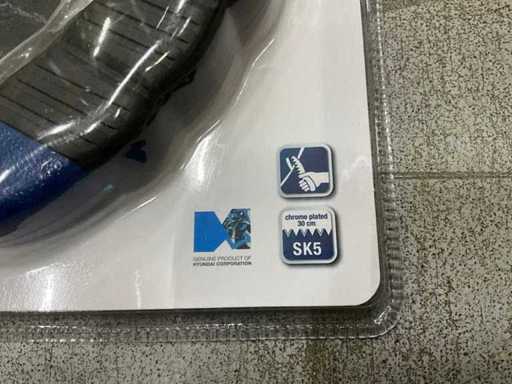 chrome plated
30 cm
SK5
GENUINE PRODUCT OF
HYUNDAI CORPORATION